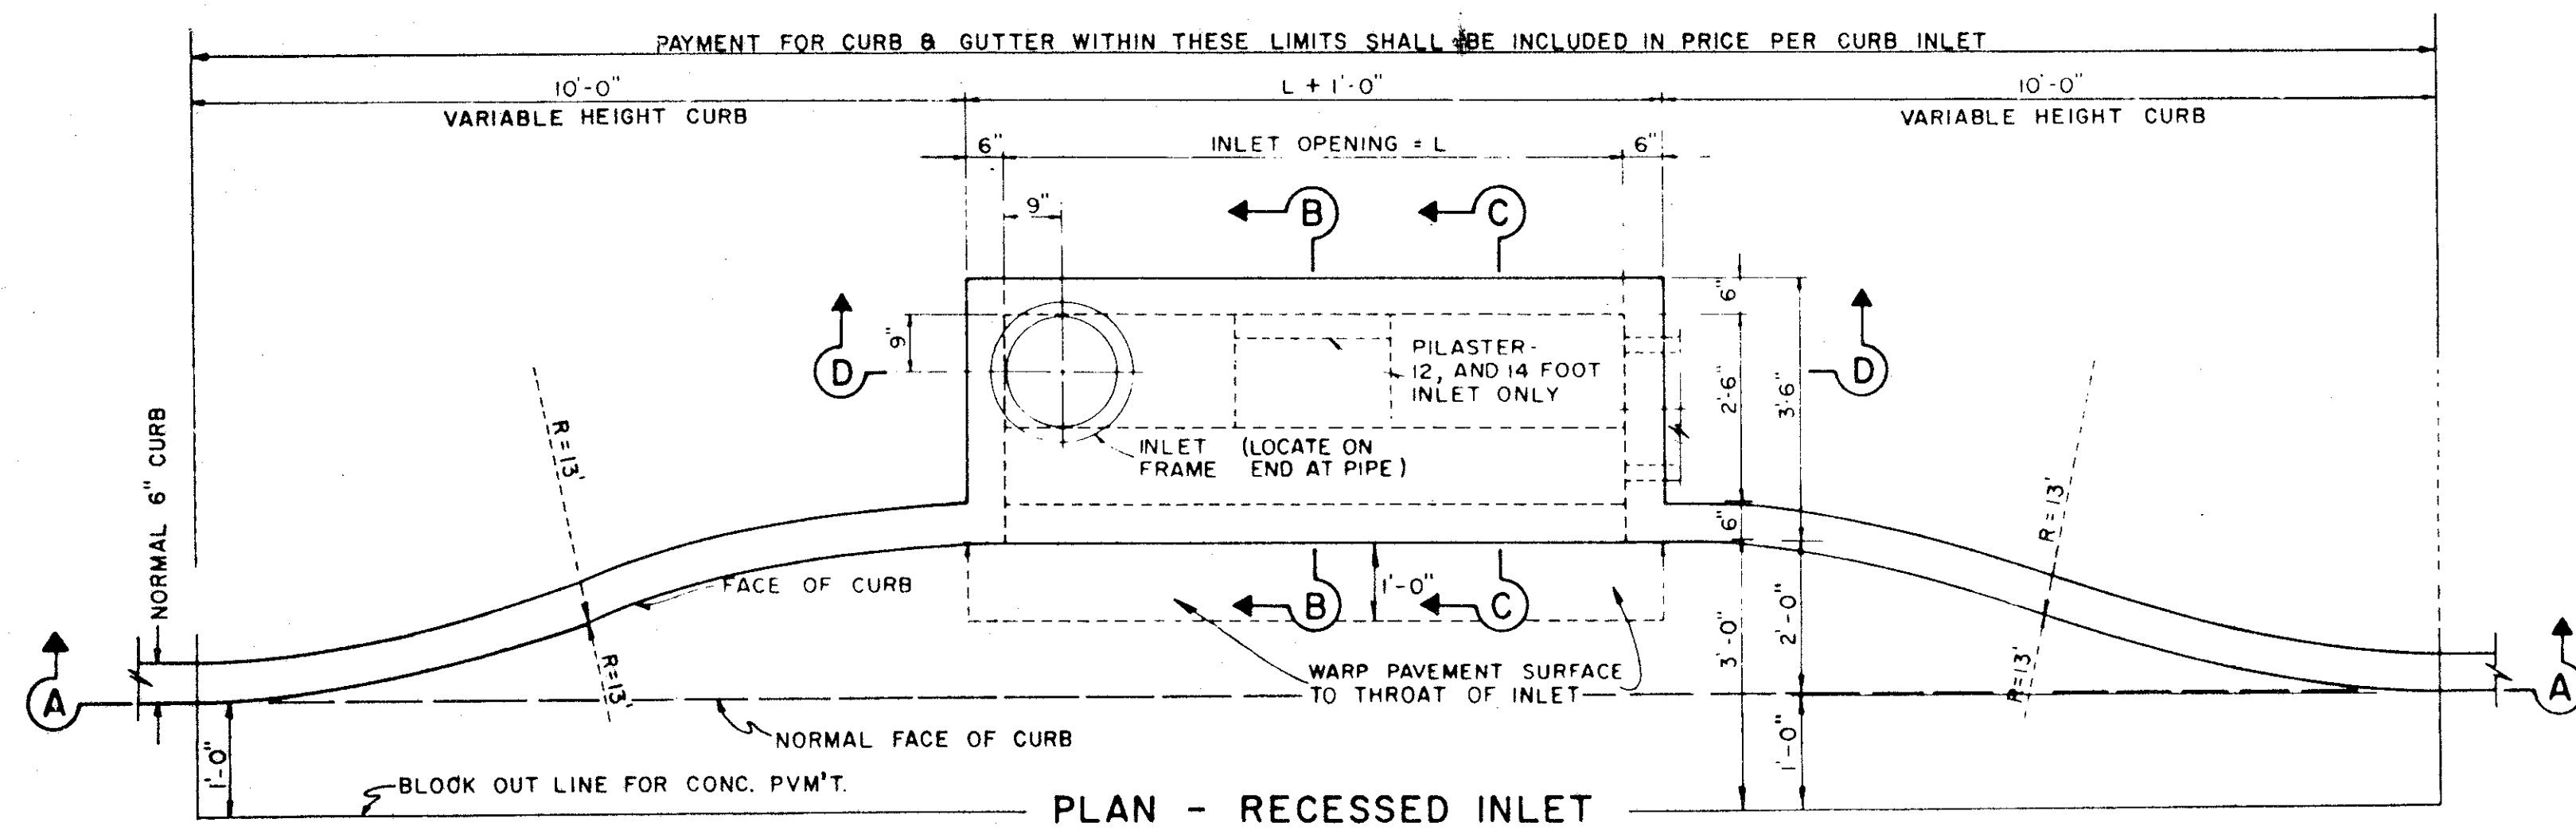 PAYMENT FOR CURB & GUTTER WITHIN THESE LIMITS SHALL BE INCLUDED IN PRICE PER CURB INLET
10'-0"
L + 1'-0"
10'-0"
VARIABLE HEIGHT CURB
VARIABLE HEIGHT CURB
6"
INLET OPENING = L
6"
9"
B
C
6"
9"
D
PILASTER-
12, AND 14 FOOT
INLET ONLY
2'-6"
3'-6"
D
NORMAL 6" CURB
R=13'
INLET (LOCATE ON
FRAME END AT PIPE)
R=13'
6"
FACE OF CURB
1'-0"
B
C
R=13'
WARP PAVEMENT SURFACE
TO THROAT OF INLET
3'-0"
2'-0"
R=13'
A
A
NORMAL FACE OF CURB
1'-0"
1'-0"
BLOOK OUT LINE FOR CONC. PVM'T.
PLAN - RECESSED INLET